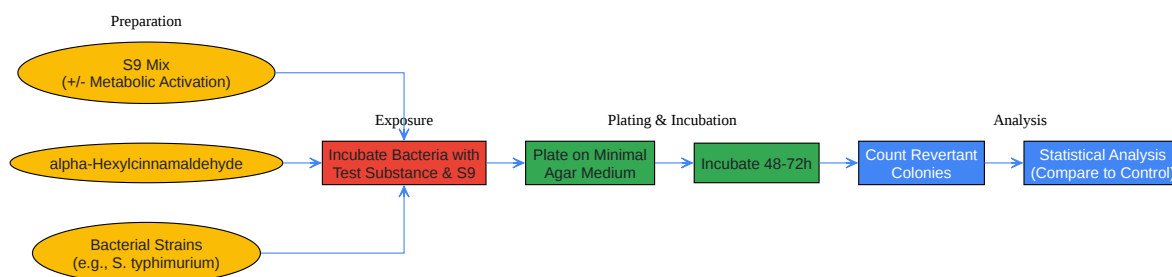 Preparation
S9 Mix
(+/- Metabolic Activation)
alpha-Hexylcinnamaldehyde
Bacterial Strains
(e.g., S. typhimurium)
Exposure
Incubate Bacteria with
Test Substance & S9
Plating & Incubation
Plate on Minimal
Agar Medium
Incubate 48-72h
Analysis
Count Revertant
Colonies
Statistical Analysis
(Compare to Control)